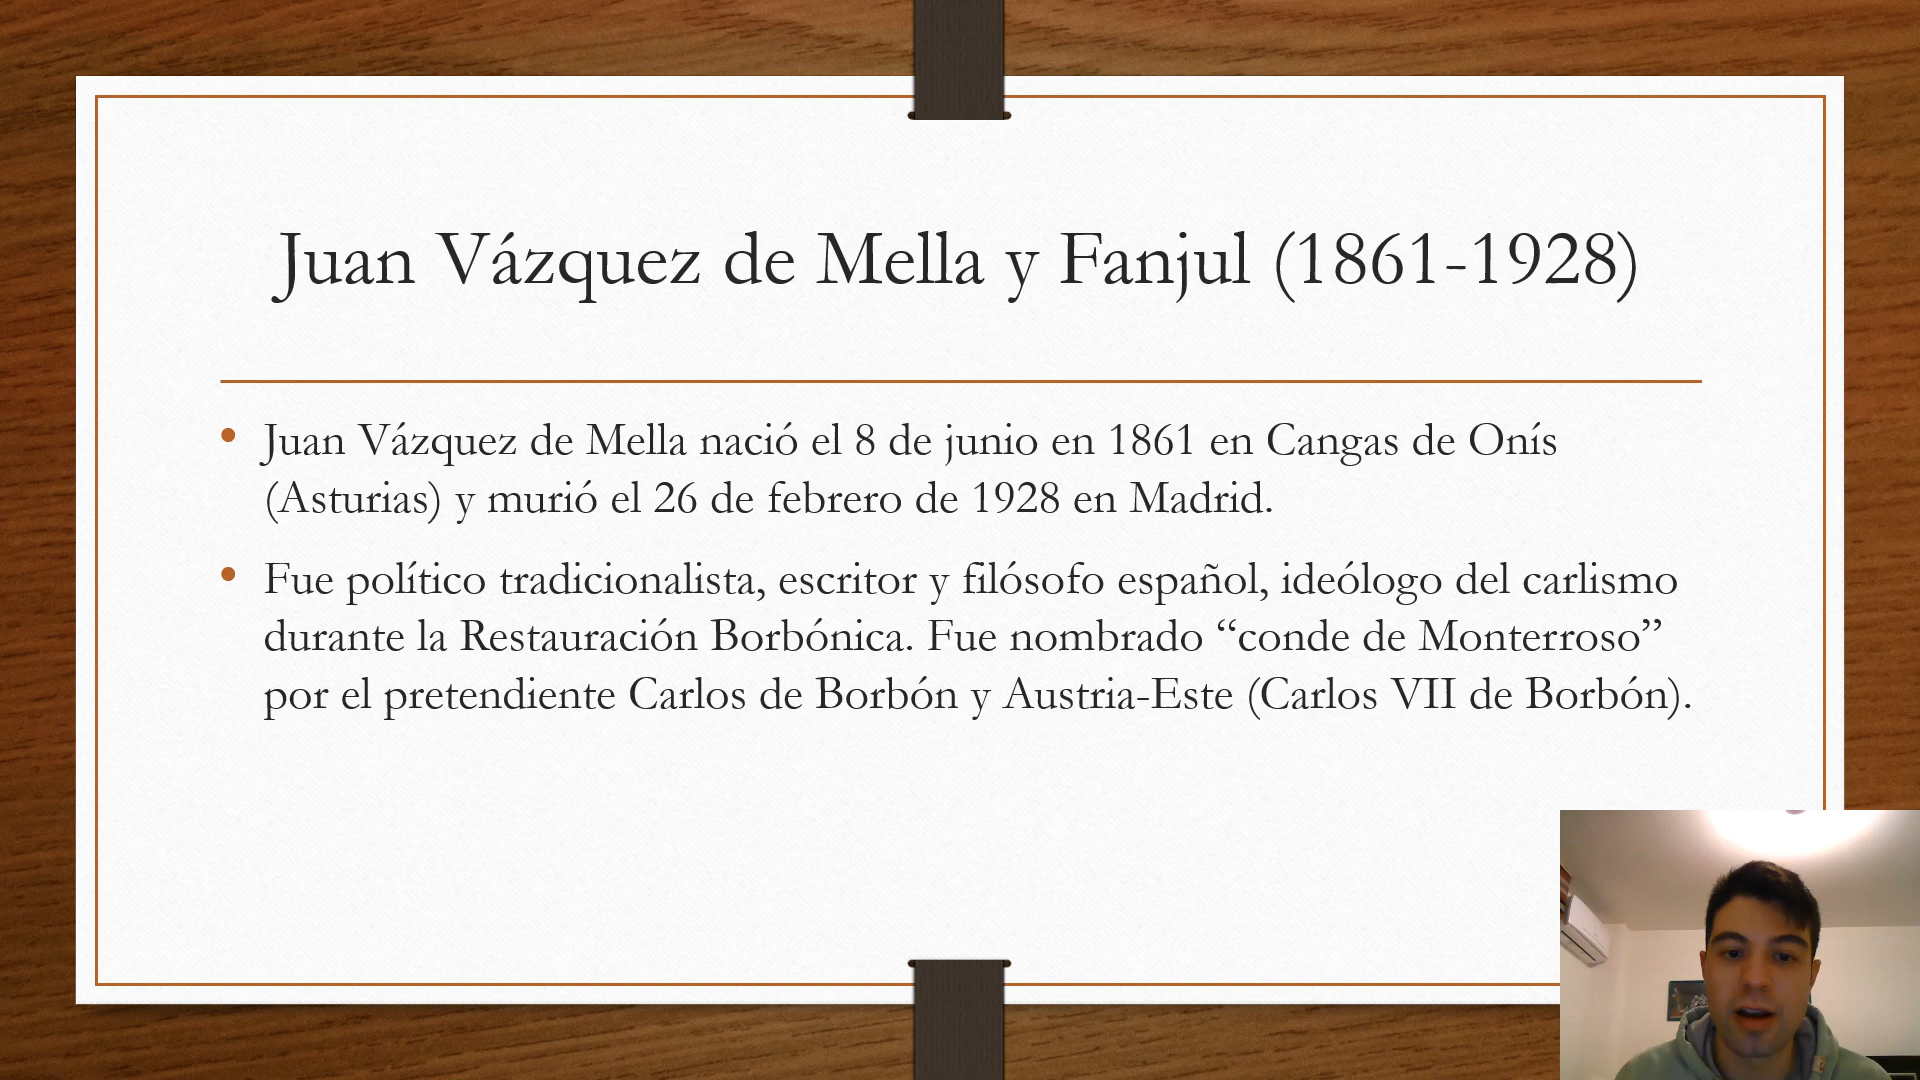 Juan Vázquez de Mella y Fanjul (1861-1928)
• Juan Vázquez de Mella nació el 8 de junio en 1861 en Cangas de Onís
(Asturias) y murió el 26 de febrero de 1928 en Madrid.
• Fue político tradicionalista, escritor y filósofo español, ideólogo del carlismo
durante la Restauración Borbónica. Fue nombrado “conde de Monterroso”
por el pretendiente Carlos de Borbón y Austria-Este (Carlos VII de Borbón).